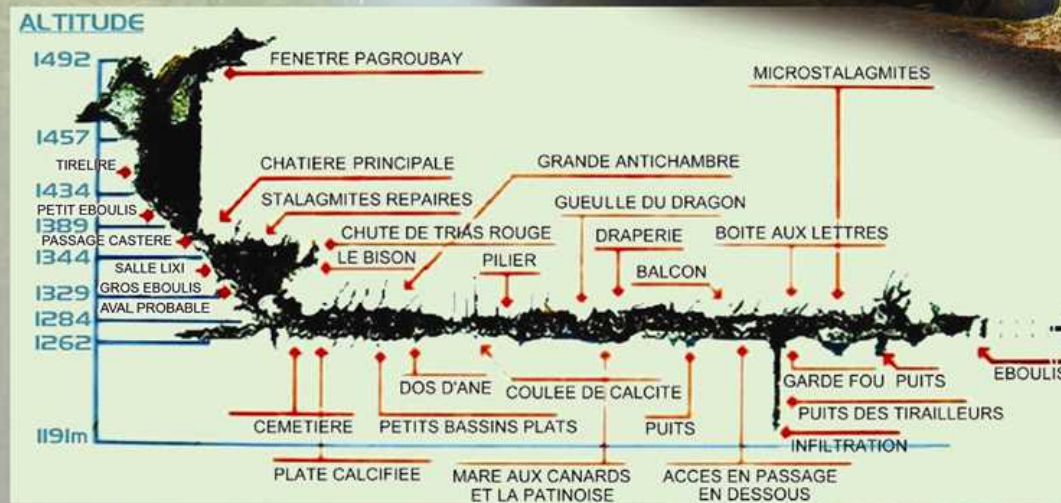 ALTITUDE
1492
1457
1434
1389
1344
1329
1284
1262
1191m
FENETRE PAGROUBAY
MICROSTALAGMITES
TIRELIRE
CHATIERE PRINCIPALE
GRANDE ANTICHAMBRE
PETIT EBOULIS
STALAGMITES REPAIRES
GUEULLE DU DRAGON
PASSAGE CASTERE
CHUTE DE TRIAS ROUGE
DRAPERIE
BOITE AUX LETTRES
SALLE LIXI
LE BISON
PILIER
BALCON
GROS EBOULIS
AVAL PROBABLE
DOS D'ANE
COULEE DE CALCITE
GARDE FOU
PUITS
EBOULIS
CEMETIERE
PETITS BASSINS PLATS
PUITS
PUITS DES TIRAILLEURS
INFILTRATION
PLATE CALCIFIEE
MARE AUX CANARDS
ET LA PATINOISE
ACCES EN PASSAGE
EN DESSOUS